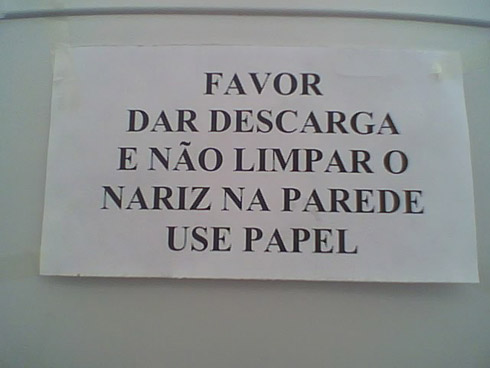 FAVOR
DAR DESCARGA
E NÃO LIMPAR O
NARIZ NA PAREDE
USE PAPEL